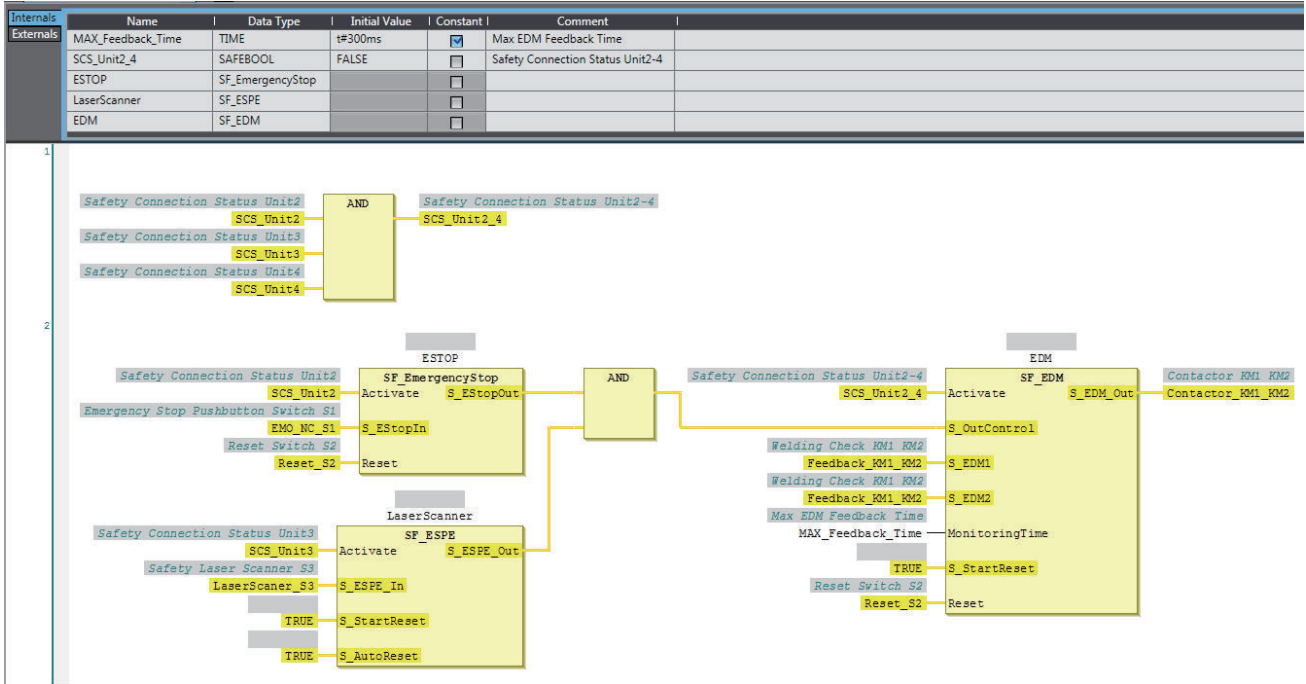 Internals
Externals
Name Data Type Initial Value Constant Comment
MAX_Feedback_Time TIME t#300ms Max EDM Feedback Time
SCS_Unit2_4 SAFEBOOL FALSE Safety Connection Status Unit2-4
ESTOP SF_EmergencyStop
LaserScanner SF_ESPE
EDM SF_EDM
1
Safety Connection Status Unit2 AND Safety Connection Status Unit2-4
SCS_Unit2 SCS_Unit2_4
Safety Connection Status Unit3
SCS_Unit3
Safety Connection Status Unit4
SCS_Unit4
2
ESTOP EDM
Safety Connection Status Unit2 SF_EmergencyStop AND Safety Connection Status Unit2-4 SF_EDM Contactor KM1 KM2
SCS_Unit2 Activate S_EStopOut SCS_Unit2_4 Activate S_EDM_Out Contactor_KM1_KM2
Emergency Stop Pushbutton Switch S1
EMO_NC_S1 S_EStopIn S_OutControl
Reset Switch S2 Welding Check KM1 KM2
Reset_S2 Reset Feedback_KM1_KM2 S_EDM1
Welding Check KM1 KM2
Feedback_KM1_KM2 S_EDM2
LaserScanner Max EDM Feedback Time
Safety Connection Status Unit3 SF_ESPE MAX_Feedback_Time MonitoringTime
SCS_Unit3 Activate S_ESPE_Out
Safety Laser Scanner S3 TRUE S_StartReset
LaserScaner_S3 S_ESPE_In Reset Switch S2
Reset_S2 Reset
TRUE S_StartReset
TRUE S_AutoReset